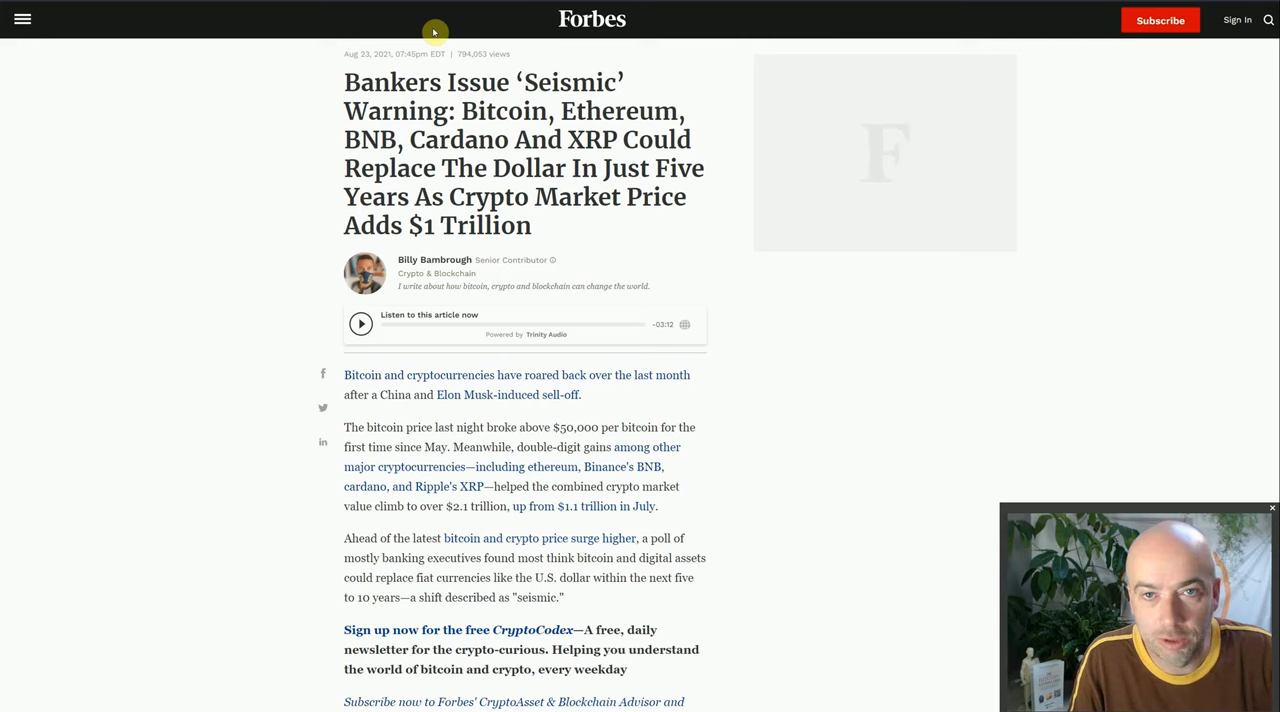 Forbes
Subscribe
Sign In
Aug 23, 2021, 07:45pm EDT | 794,053 views
Bankers Issue ‘Seismic’
Warning: Bitcoin, Ethereum,
BNB, Cardano And XRP Could
Replace The Dollar In Just Five
Years As Crypto Market Price
Adds $1 Trillion
Billy Bambrough Senior Contributor
Crypto & Blockchain
I write about how bitcoin, crypto and blockchain can change the world.
Listen to this article now
-03:12
Powered by Trinity Audio
Bitcoin and cryptocurrencies have roared back over the last month
after a China and Elon Musk-induced sell-off.
The bitcoin price last night broke above $50,000 per bitcoin for the
first time since May. Meanwhile, double-digit gains among other
major cryptocurrencies—including ethereum, Binance's BNB,
cardano, and Ripple's XRP—helped the combined crypto market
value climb to over $2.1 trillion, up from $1.1 trillion in July.
Ahead of the latest bitcoin and crypto price surge higher, a poll of
mostly banking executives found most think bitcoin and digital assets
could replace fiat currencies like the U.S. dollar within the next five
to 10 years—a shift described as "seismic."
Sign up now for the free CryptoCodex—A free, daily
newsletter for the crypto-curious. Helping you understand
the world of bitcoin and crypto, every weekday
Subscribe now to Forbes' CryptoAsset & Blockchain Advisor and
F